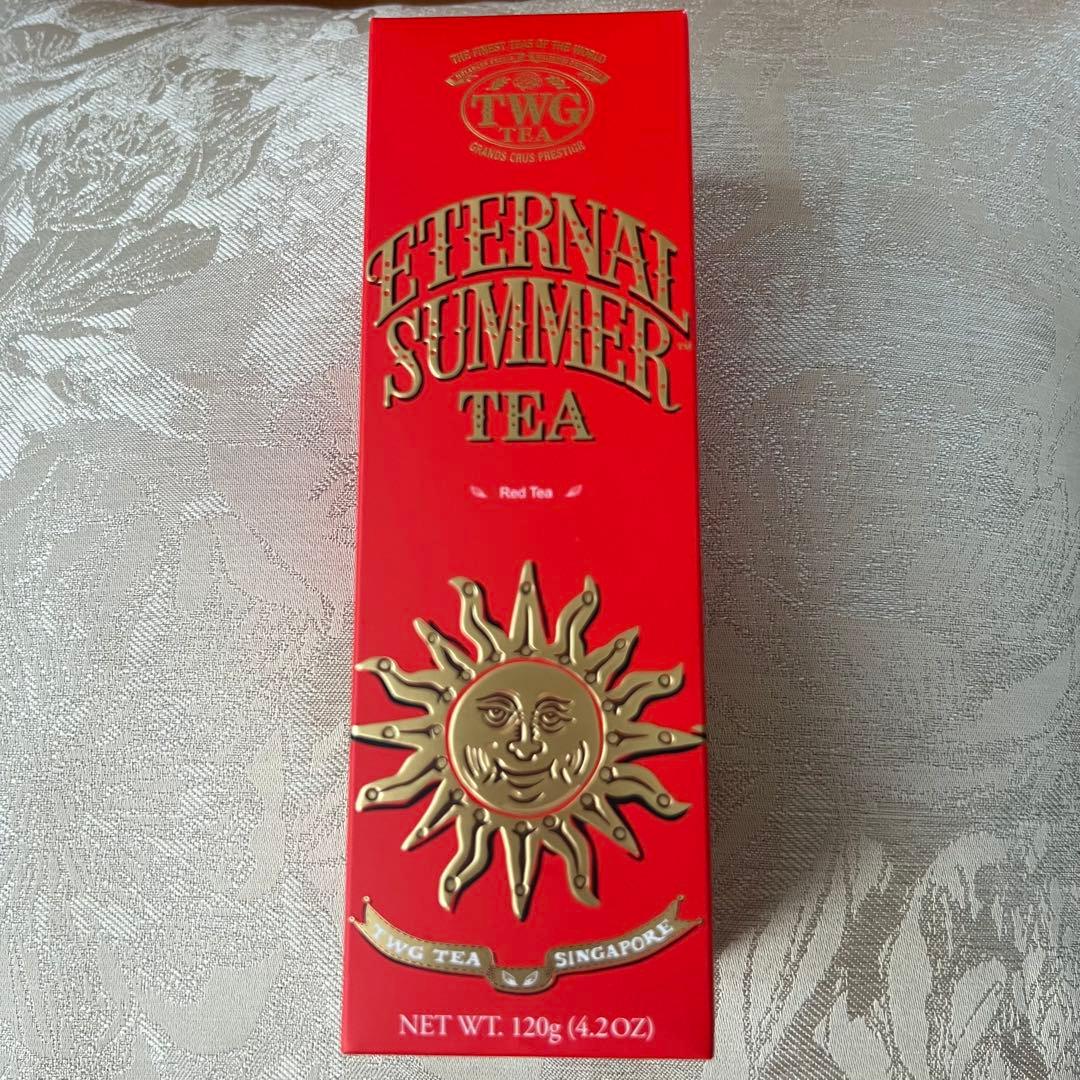 THE FINEST TEAS OF THE WORLD
TWG
TEA
GRANDS CRUS PRESTIGE
ETERNAL
SUMMER™
TEA
Red Tea
TWG TEA SINGAPORE
NET WT. 120g (4.2OZ)